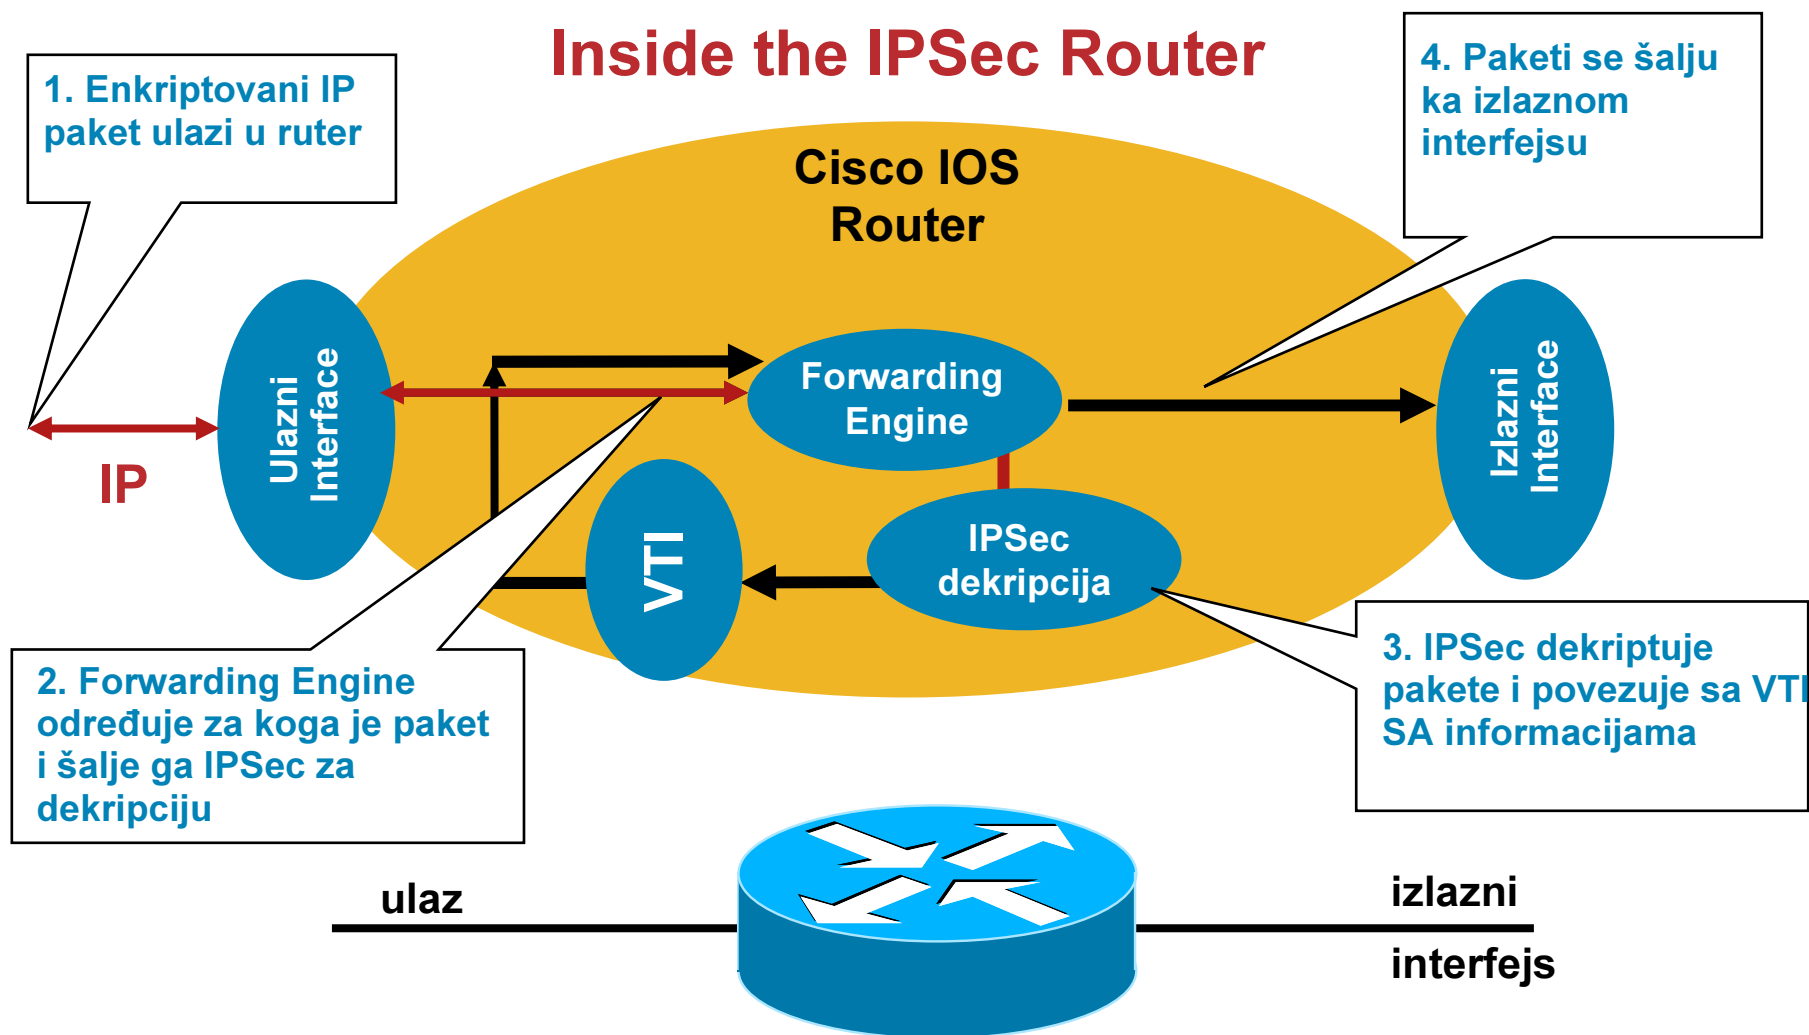 Inside the IPSec Router
1. Enkriptovani IP
paket ulazi u ruter
4. Paketi se šalju
ka izlaznom
interfejsu
Cisco IOS
Router
Ulazni
Interface
IP
Forwarding
Engine
Izlazni
Interface
VTI
IPSec
dekripcija
2. Forwarding Engine
određuje za koga je paket
i šalje ga IPSec za
dekripciju
3. IPSec dekriptuje
pakete i povezuje sa VTI
SA informacijama
ulaz
izlazni
interfejs